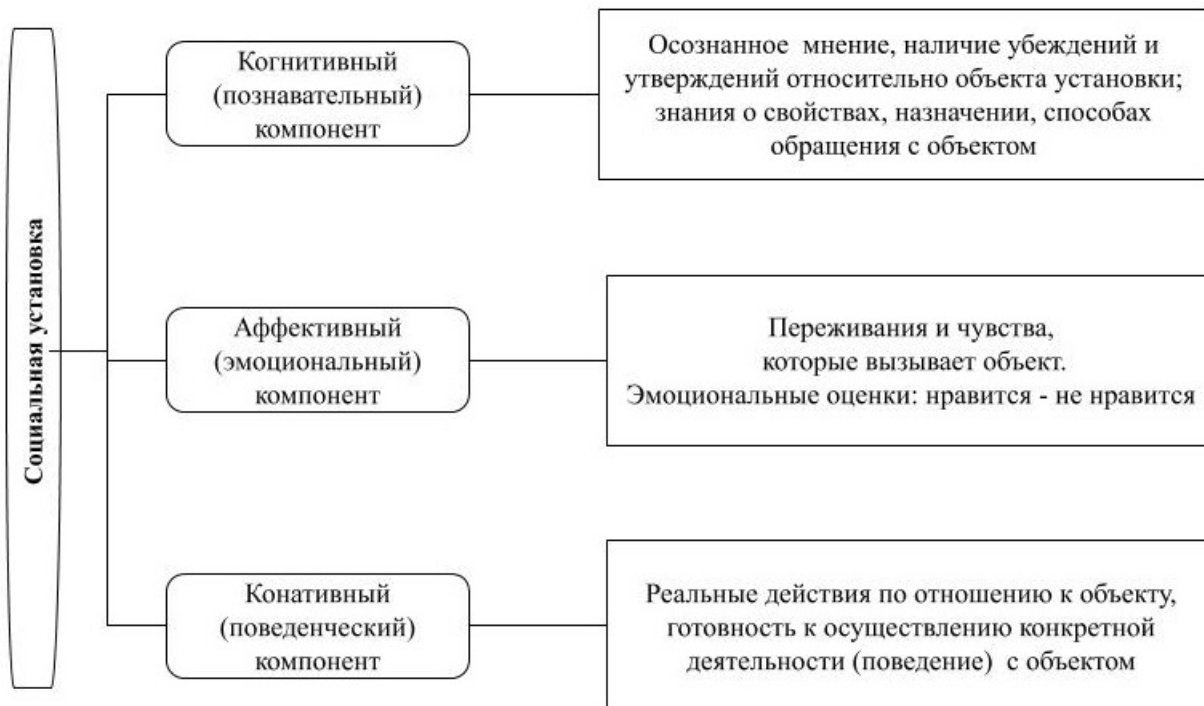 Социальная установка
Когнитивный
(познавательный)
компонент
Осознанное мнение, наличие убеждений и
утверждений относительно объекта установки;
знания о свойствах, назначении, способах
обращения с объектом
Аффективный
(эмоциональный)
компонент
Переживания и чувства,
которые вызывает объект.
Эмоциональные оценки: нравится - не нравится
Конативный
(поведенческий)
компонент
Реальные действия по отношению к объекту,
готовность к осуществлению конкретной
деятельности (поведение) с объектом